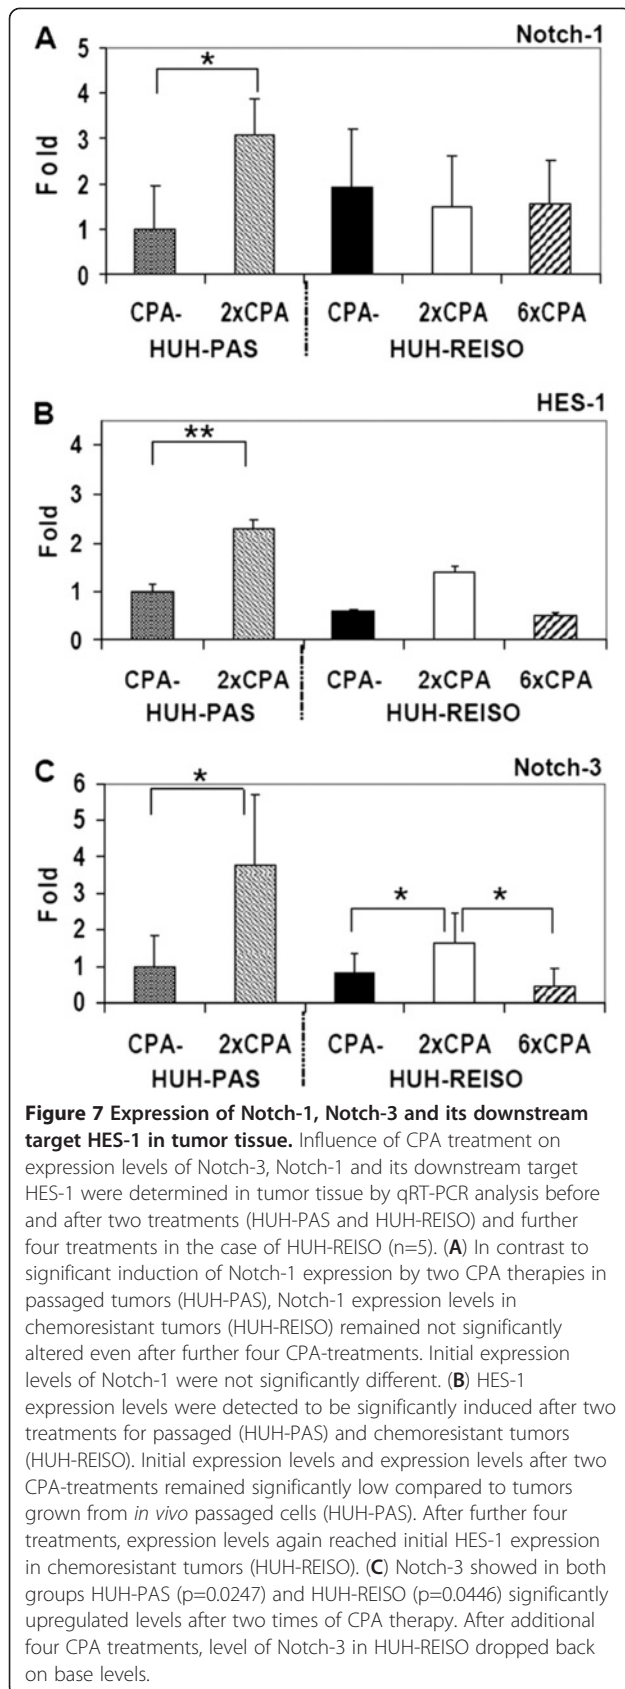 A
Notch-1
5
*
4
3
2
1
0
Fold
CPA- 2xCPA CPA- 2xCPA 6xCPA
HUH-PAS HUH-REISO
B
HES-1
4
**
3
2
1
0
Fold
CPA- 2xCPA CPA- 2xCPA 6xCPA
HUH-PAS HUH-REISO
C
Notch-3
6
*
5
4
3
* *
2
1
0
Fold
CPA- 2xCPA CPA- 2xCPA 6xCPA
HUH-PAS HUH-REISO
Figure 7 Expression of Notch-1, Notch-3 and its downstream
target HES-1 in tumor tissue. Influence of CPA treatment on
expression levels of Notch-3, Notch-1 and its downstream target
HES-1 were determined in tumor tissue by qRT-PCR analysis before
and after two treatments (HUH-PAS and HUH-REISO) and further
four treatments in the case of HUH-REISO (n=5). (A) In contrast to
significant induction of Notch-1 expression by two CPA therapies in
passaged tumors (HUH-PAS), Notch-1 expression levels in
chemoresistant tumors (HUH-REISO) remained not significantly
altered even after further four CPA-treatments. Initial expression
levels of Notch-1 were not significantly different. (B) HES-1
expression levels were detected to be significantly induced after two
treatments for passaged (HUH-PAS) and chemoresistant tumors
(HUH-REISO). Initial expression levels and expression levels after two
CPA-treatments remained significantly low compared to tumors
grown from in vivo passaged cells (HUH-PAS). After further four
treatments, expression levels again reached initial HES-1 expression
in chemoresistant tumors (HUH-REISO). (C) Notch-3 showed in both
groups HUH-PAS (p=0.0247) and HUH-REISO (p=0.0446) significantly
upregulated levels after two times of CPA therapy. After additional
four CPA treatments, level of Notch-3 in HUH-REISO dropped back
on base levels.